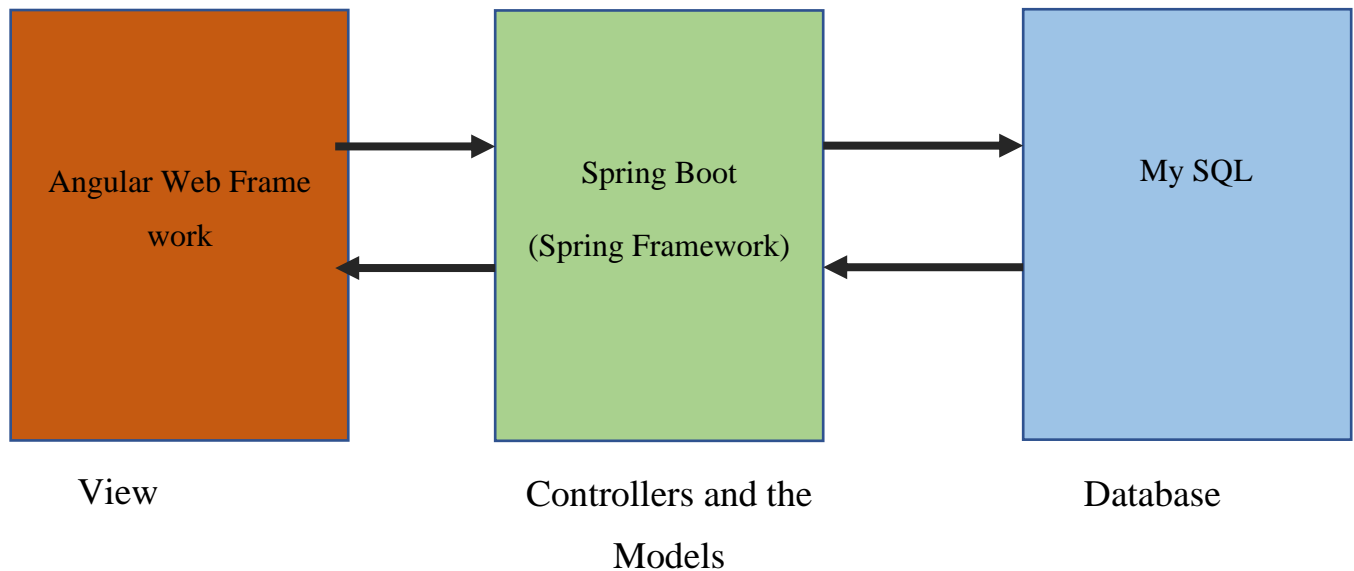 Angular Web Frame
work
Spring Boot
(Spring Framework)
My SQL
View
Controllers and the
Models
Database